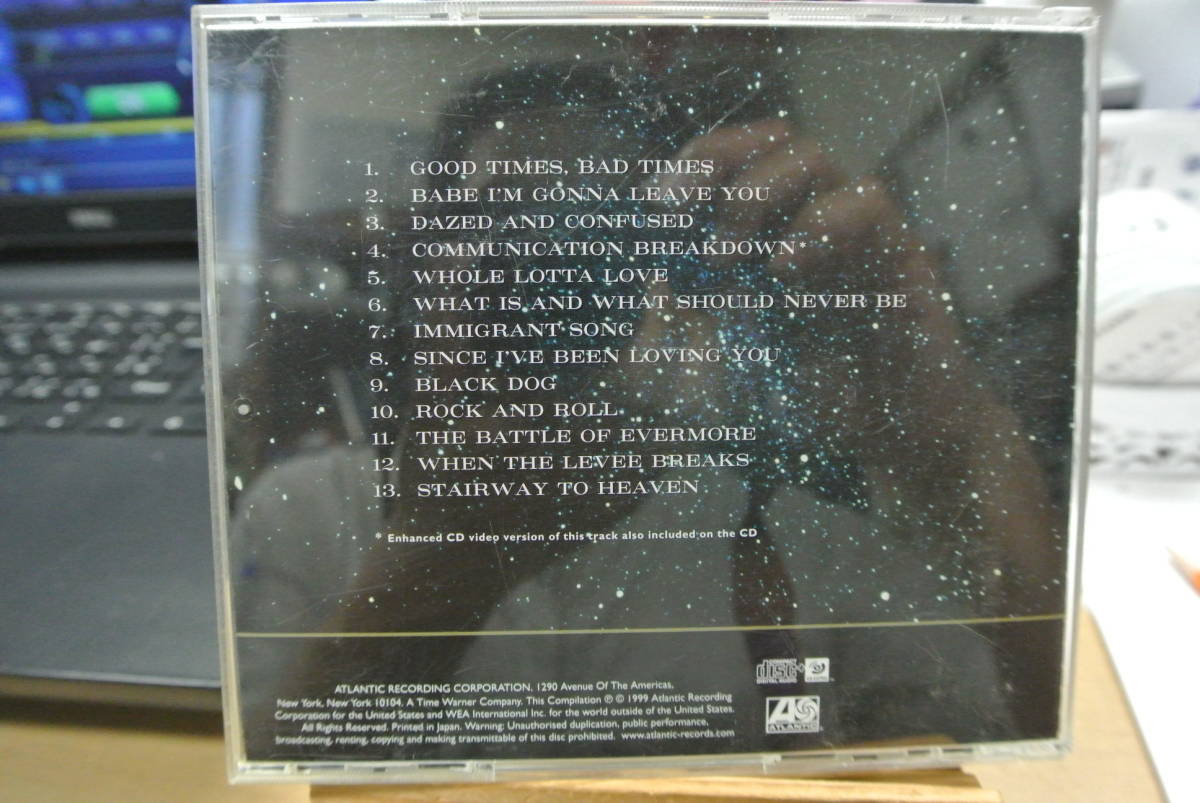 1. GOOD TIMES, BAD TIMES
2. BABE I'M GONNA LEAVE YOU
3. DAZED AND CONFUSED
4. COMMUNICATION BREAKDOWN*
5. WHOLE LOTTA LOVE
6. WHAT IS AND WHAT SHOULD NEVER BE
7. IMMIGRANT SONG
8. SINCE I'VE BEEN LOVING YOU
9. BLACK DOG
10. ROCK AND ROLL
11. THE BATTLE OF EVERMORE
12. WHEN THE LEVEE BREAKS
13. STAIRWAY TO HEAVEN
* Enhanced CD video version of this track also included on the CD
ATLANTIC RECORDING CORPORATION, 1290 Avenue Of The Americas,
New York, New York 10104. A Time Warner Company. This Compilation ℗ © 1999 Atlantic Recording
Corporation for the United States and WEA International Inc. for the world outside of the United States.
All Rights Reserved. Printed in Japan. Warning: Unauthorised duplication, public performance,
broadcasting, renting, copying and making transmittable of this disc prohibited. www.atlantic-records.com
COMPACT
disc+
DIGITAL AUDIO
ATLANTIC
DELL